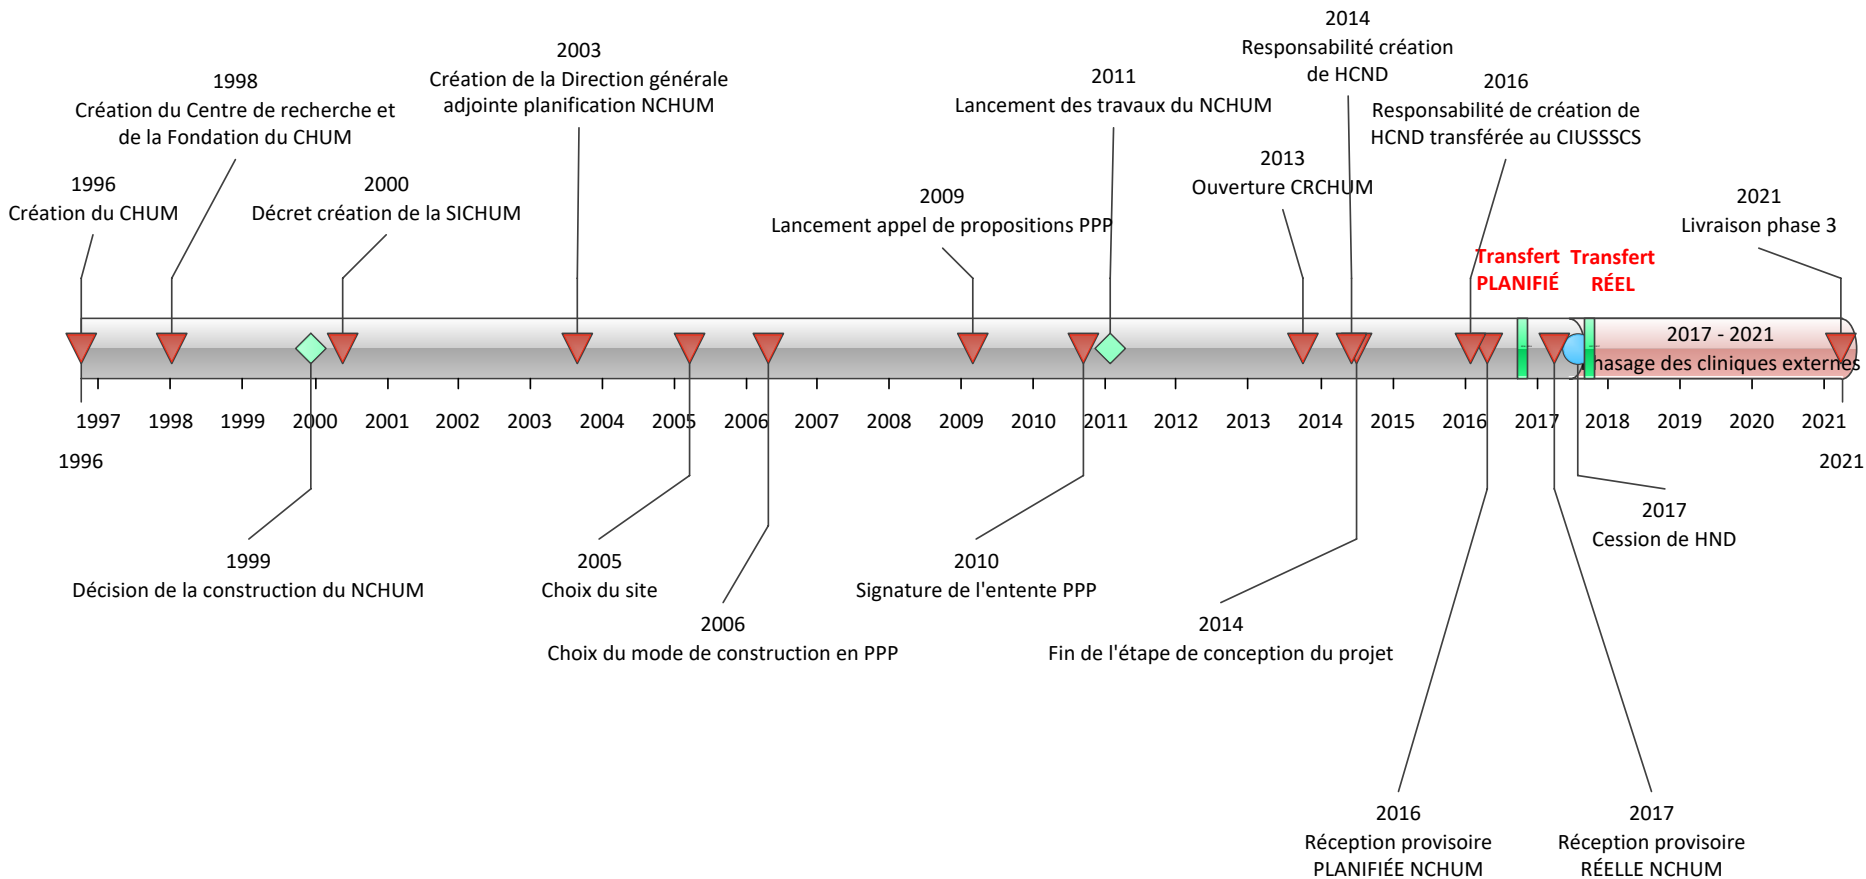 2014
Responsabilité création
de HCND
2003
Création de la Direction générale
adjointe planification NCHUM
1998
Création du Centre de recherche et
de la Fondation du CHUM
2011
Lancement des travaux du NCHUM
2016
Responsabilité de création de
HCND transférée au CIUSSSCS
2013
Ouverture CRCHUM
1996
Création du CHUM
2000
Décret création de la SICHUM
2009
Lancement appel de propositions PPP
2021
Livraison phase 3
Transfert
PLANIFIÉ
Transfert
RÉEL
2017 - 2021
hasage des cliniques externes
1997 1998 1999 2000 2001 2002 2003 2004 2005 2006 2007 2008 2009 2010 2011 2012 2013 2014 2015 2016 2017 2018 2019 2020 2021
1996
2021
2017
Cession de HND
1999
Décision de la construction du NCHUM
2005
Choix du site
2010
Signature de l'entente PPP
2006
Choix du mode de construction en PPP
2014
Fin de l'étape de conception du projet
2016
Réception provisoire
PLANIFIÉE NCHUM
2017
Réception provisoire
RÉELLE NCHUM